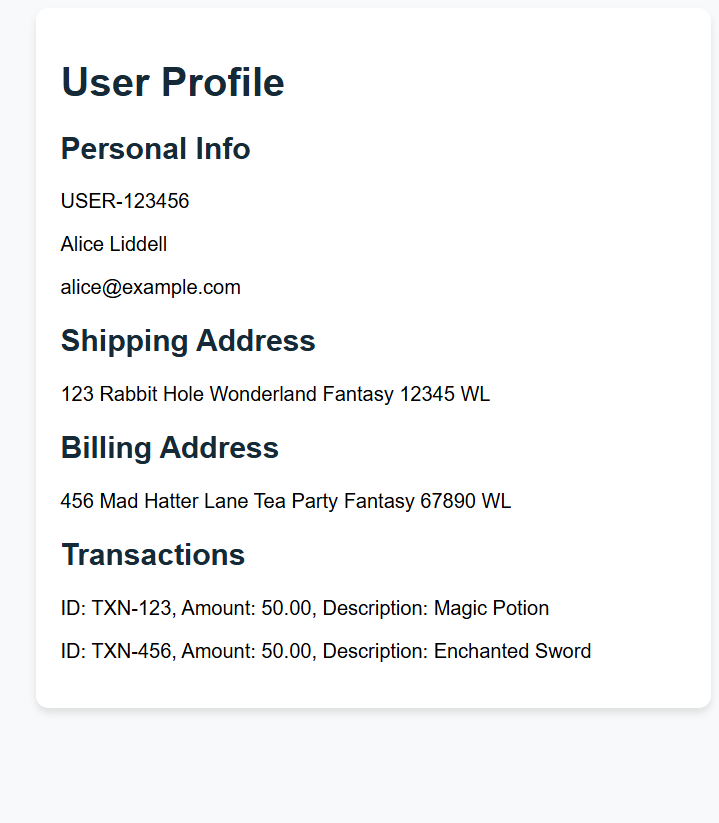 User Profile
Personal Info
USER-123456
Alice Liddell
alice@example.com
Shipping Address
123 Rabbit Hole Wonderland Fantasy 12345 WL
Billing Address
456 Mad Hatter Lane Tea Party Fantasy 67890 WL
Transactions
ID: TXN-123, Amount: 50.00, Description: Magic Potion
ID: TXN-456, Amount: 50.00, Description: Enchanted Sword